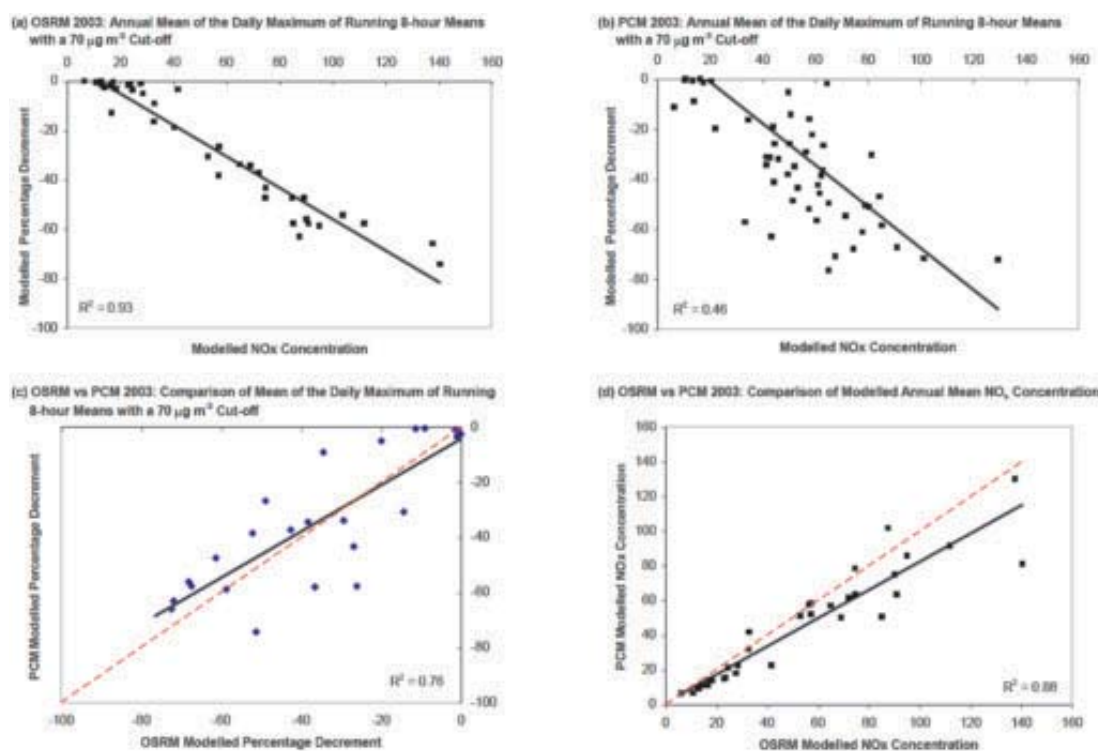 (a) OSRM 2003: Annual Mean of the Daily Maximum of Running 8-hour Means
with a 70 µg m⁻³ Cut-off
0 20 40 60 80 100 120 140 160
0
-20
-40
-60
-80
-100
Modelled Percentage Decrement
R² = 0.93
Modelled NOx Concentration
(b) PCM 2003: Annual Mean of the Daily Maximum of Running 8-hour Means
with a 70 µg m⁻³ Cut-off
0 20 40 60 80 100 120 140 160
0
-20
-40
-60
-80
-100
Modelled Percentage Decrement
R² = 0.46
Modelled NOx Concentration
(c) OSRM vs PCM 2003: Comparison of Mean of the Daily Maximum of Running
8-hour Means with a 70 µg m⁻³ Cut-off
0
-20
-40
-60
-80
-100
PCM Modelled Percentage Decrement
R² = 0.76
-100 -80 -60 -40 -20 0
OSRM Modelled Percentage Decrement
(d) OSRM vs PCM 2003: Comparison of Modelled Annual Mean NOₓ Concentration
160
140
120
100
80
60
40
20
0
PCM Modelled NOx Concentration
R² = 0.88
0 20 40 60 80 100 120 140 160
OSRM Modelled NOx Concentration